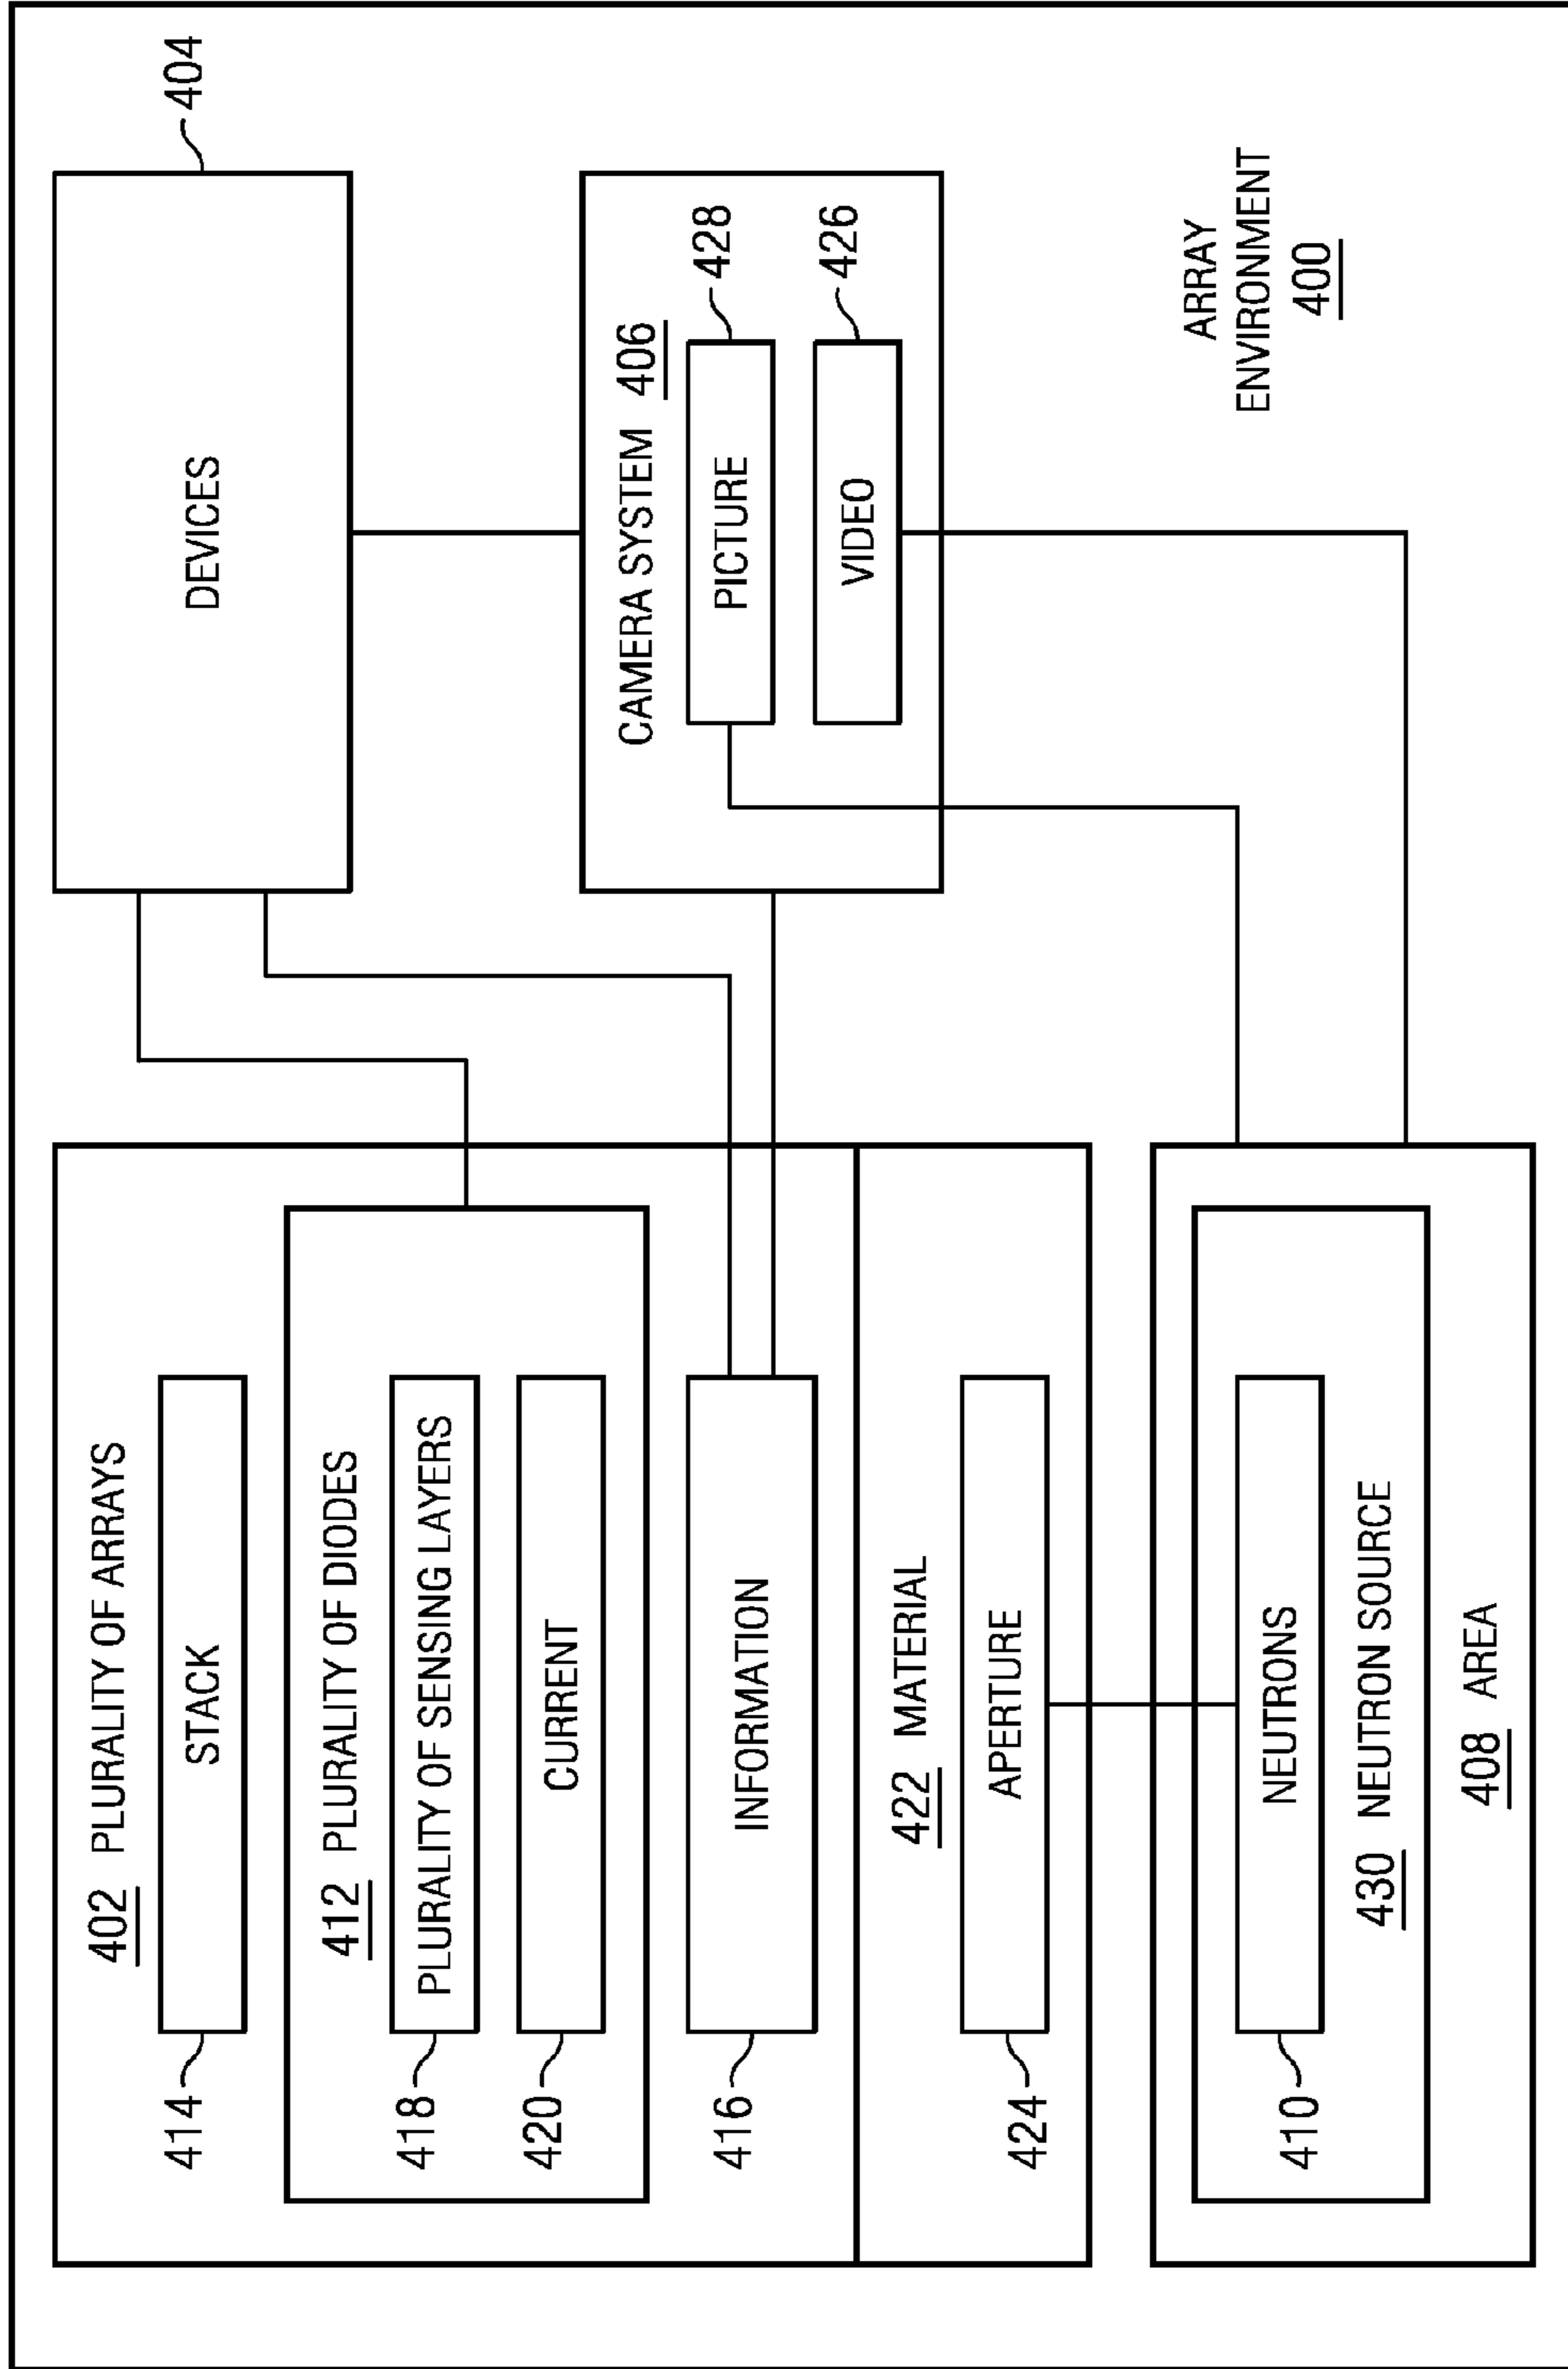 402 PLURALITY OF ARRAYS
414
STACK
412 PLURALITY OF DIODES
418
PLURALITY OF SENSING LAYERS
420
CURRENT
416
INFORMATION
422 MATERIAL
424
APERTURE
410
NEUTRONS
430 NEUTRON SOURCE
408 AREA
DEVICES
404
CAMERA SYSTEM 406
PICTURE
428
VIDEO
426
ARRAY
ENVIRONMENT
400